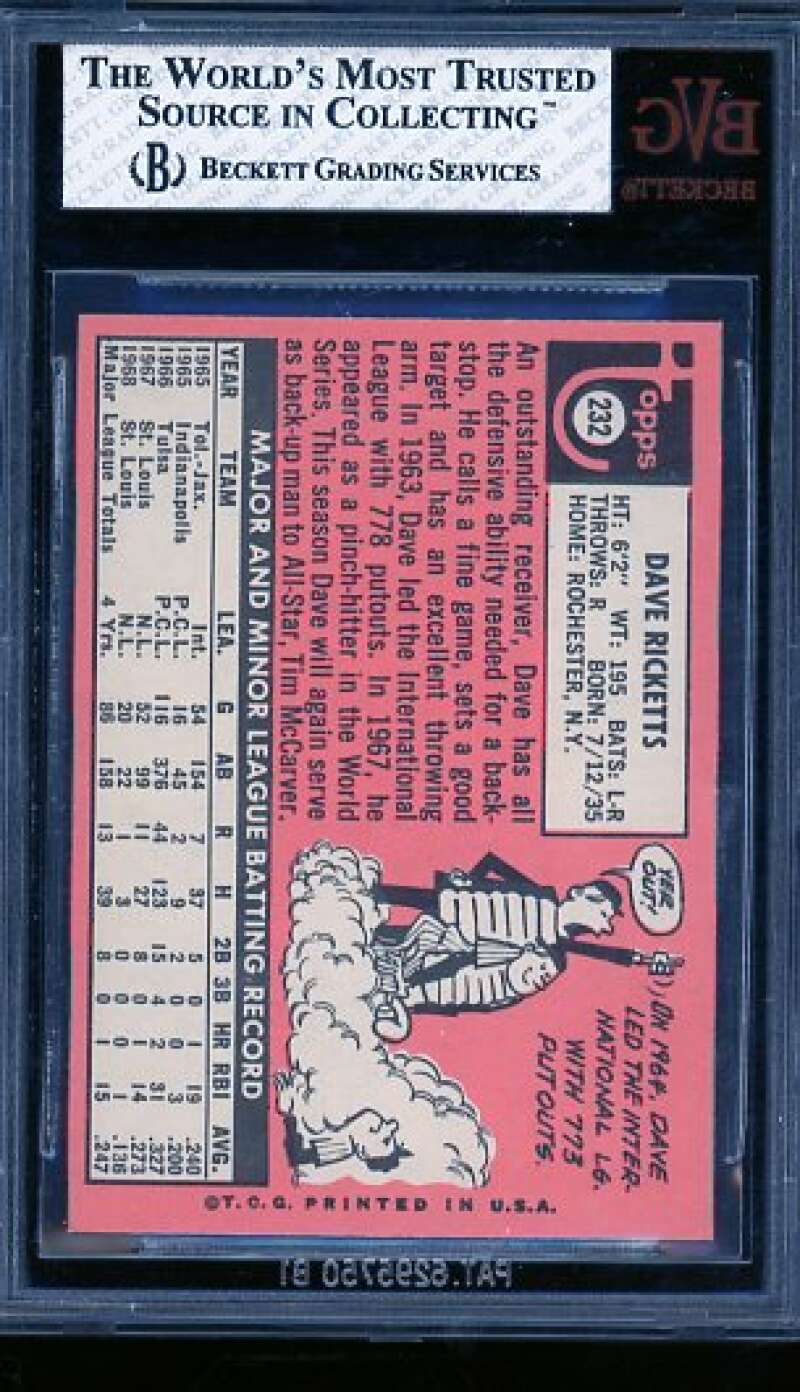 THE WORLD'S MOST TRUSTED
SOURCE IN COLLECTING™
(B) BECKETT GRADING SERVICES
BVG
BECKETT®
Topps
232
DAVE RICKETTS
HT: 6'2" WT: 195 BATS: L-R
THROWS: R BORN: 7/12/35
HOME: ROCHESTER, N.Y.
An outstanding receiver, Dave has all
the defensive ability needed for a back-
stop. He calls a fine game, sets a good
target and has an excellent throwing
arm. In 1963, Dave led the International
League with 778 putouts. In 1967, he
appeared as a pinch-hitter in the World
Series. This season Dave will again serve
as back-up man to All-Star, Tim McCarver.
YER OUT!
IN 1964, DAVE
LED THE INTER-
NATIONAL LG.
WITH 773
PUTOUTS.
MAJOR AND MINOR LEAGUE BATTING RECORD
YEAR TEAM LEA. G AB R H 2B 3B HR RBI AVG.
1965 Tol.-Jax. Int. 54 154 7 37 5 0 1 19 .240
1965 Indianapolis P.C.L. 16 45 2 9 2 0 0 3 .200
1966 Tulsa P.C.L. 116 376 44 123 15 4 2 31 .327
1967 St. Louis N.L. 52 99 11 27 8 0 1 14 .273
1968 St. Louis N.L. 20 22 1 3 0 0 0 1 .136
Major League Totals 4 Yrs. 86 158 13 39 8 0 1 15 .247
©T.C.G. PRINTED IN U.S.A.
PAT.6295750 B1